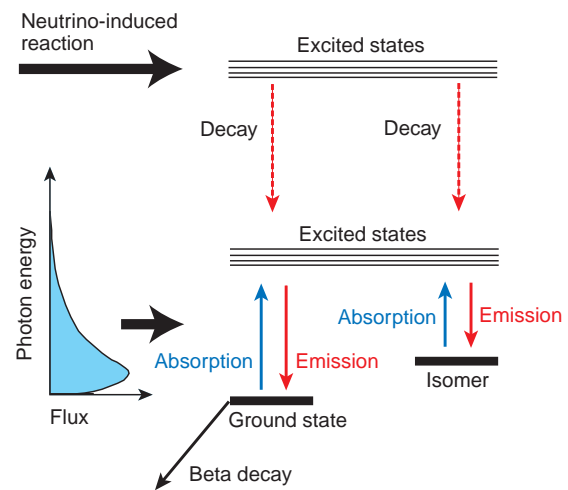 Neutrino-induced
reaction
Excited states
Decay
Decay
Excited states
Photon energy
Absorption
Emission
Absorption
Emission
Isomer
Flux
Ground state
Beta decay